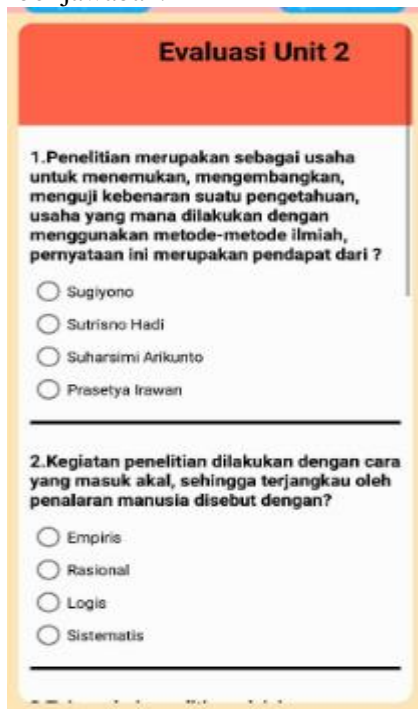 Evaluasi Unit 2
1.Penelitian merupakan sebagai usaha
untuk menemukan, mengembangkan,
menguji kebenaran suatu pengetahuan,
usaha yang mana dilakukan dengan
menggunakan metode-metode ilmiah,
pernyataan ini merupakan pendapat dari ?
Sugiyono
Sutrisno Hadi
Suharsimi Arikunto
Prasetya Irawan
2.Kegiatan penelitian dilakukan dengan cara
yang masuk akal, sehingga terjangkau oleh
penalaran manusia disebut dengan?
Empiris
Rasional
Logis
Sistematis